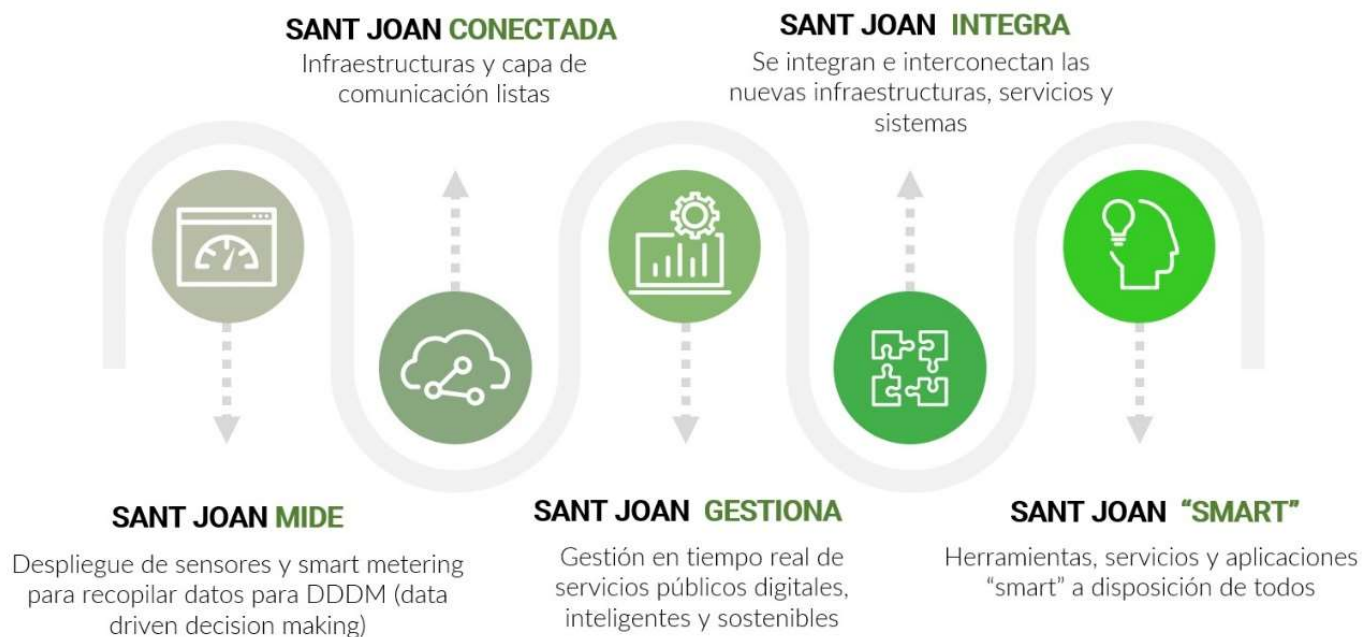 SANT JOAN CONECTADA
Infraestructuras y capa de
comunicación listas
SANT JOAN INTEGRA
Se integran e interconectan las
nuevas infraestructuras, servicios y
sistemas
SANT JOAN MIDE
Despliegue de sensores y smart metering
para recopilar datos para DDDM (data
driven decision making)
SANT JOAN GESTIONA
Gestión en tiempo real de
servicios públicos digitales,
inteligentes y sostenibles
SANT JOAN “SMART”
Herramientas, servicios y aplicaciones
“smart” a disposición de todos